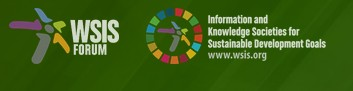 WSIS
FORUM
Information and
Knowledge Societies for
Sustainable Development Goals
www.wsis.org